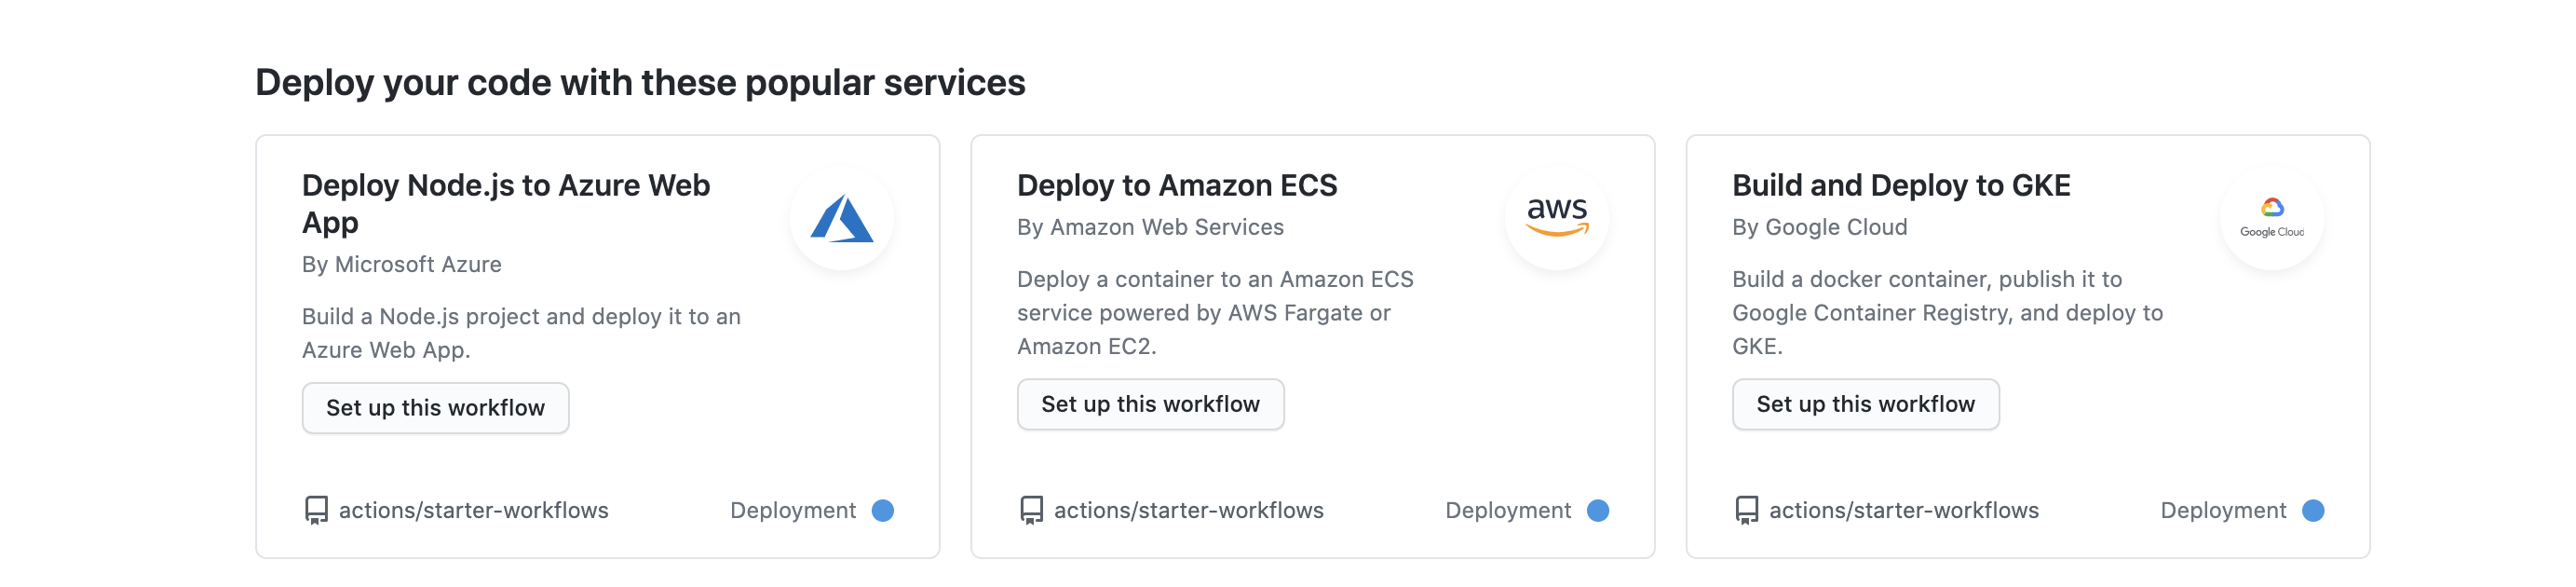 Deploy your code with these popular services
Deploy Node.js to Azure Web
App
By Microsoft Azure
Build a Node.js project and deploy it to an
Azure Web App.
Set up this workflow
actions/starter-workflows
Deployment
Deploy to Amazon ECS
By Amazon Web Services
aws
Deploy a container to an Amazon ECS
service powered by AWS Fargate or
Amazon EC2.
Set up this workflow
actions/starter-workflows
Deployment
Build and Deploy to GKE
By Google Cloud
Google Cloud
Build a docker container, publish it to
Google Container Registry, and deploy to
GKE.
Set up this workflow
actions/starter-workflows
Deployment